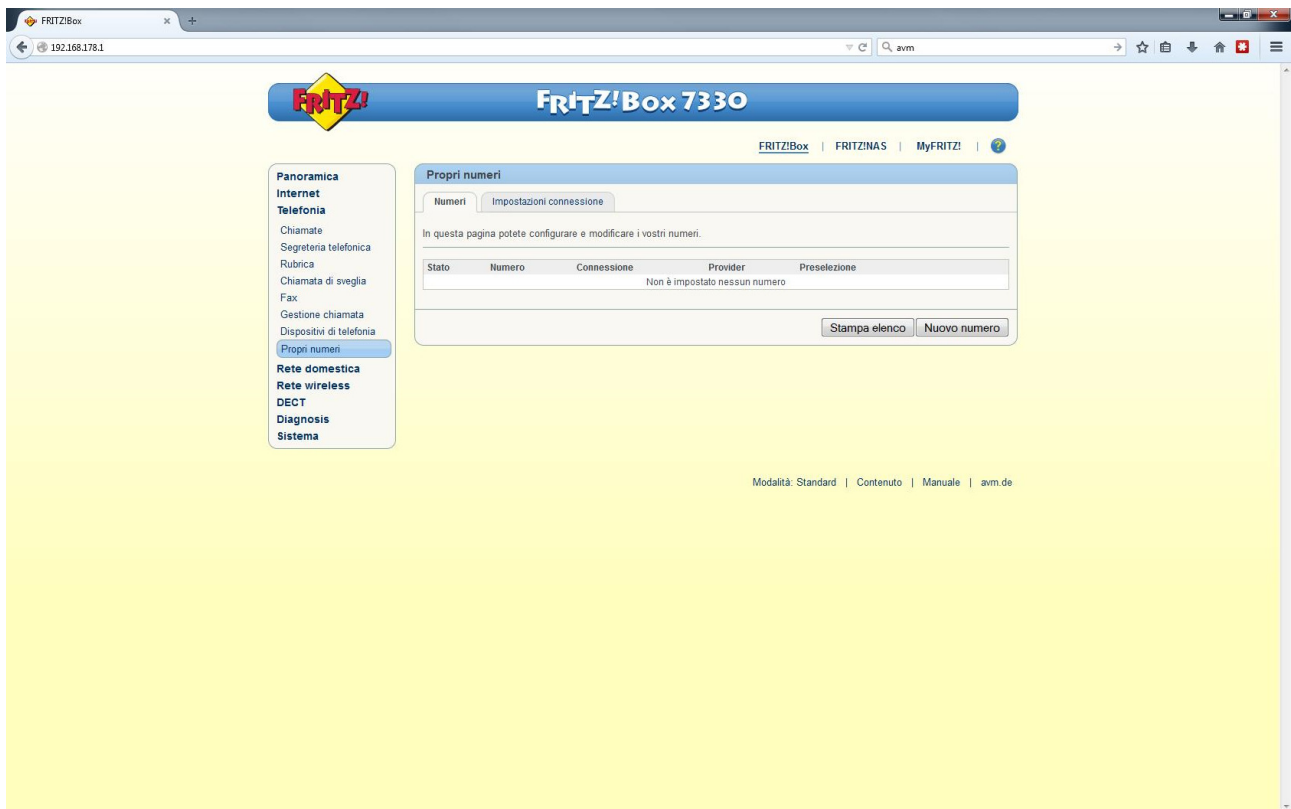 FRITZ!Box
192.168.178.1
avm
FRITZ!
FRITZ!Box 7330
FRITZ!Box | FRITZ!NAS | MyFRITZ! | ?
Panoramica
Internet
Telefonia
Chiamate
Segreteria telefonica
Rubrica
Chiamata di sveglia
Fax
Gestione chiamata
Dispositivi di telefonia
Propri numeri
Rete domestica
Rete wireless
DECT
Diagnosis
Sistema
Propri numeri
Numeri Impostazioni connessione
In questa pagina potete configurare e modificare i vostri numeri.
Stato Numero Connessione Provider Preselezione
Non è impostato nessun numero
Stampa elenco Nuovo numero
Modalità: Standard | Contenuto | Manuale | avm.de